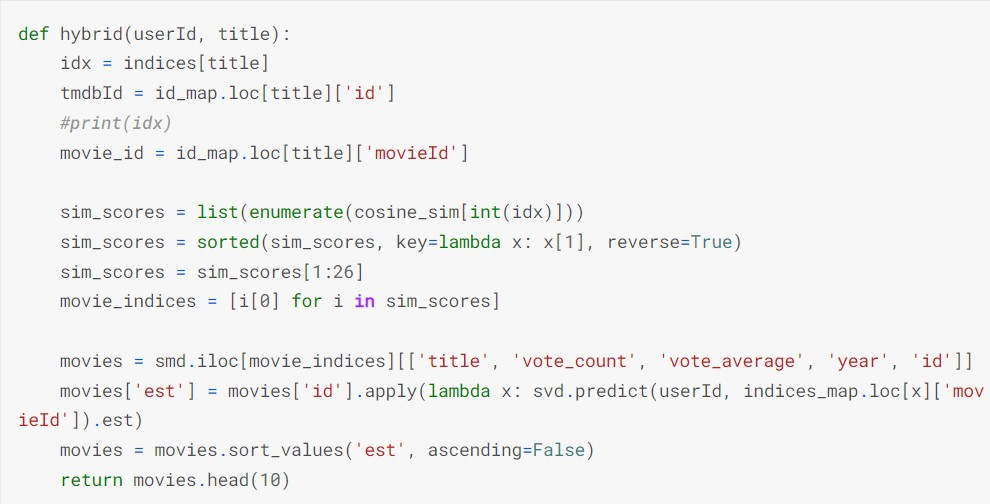 def hybrid(userId, title):
    idx = indices[title]
    tmdbId = id_map.loc[title]['id']
    #print(idx)
    movie_id = id_map.loc[title]['movieId']

    sim_scores = list(enumerate(cosine_sim[int(idx)]))
    sim_scores = sorted(sim_scores, key=lambda x: x[1], reverse=True)
    sim_scores = sim_scores[1:26]
    movie_indices = [i[0] for i in sim_scores]

    movies = smd.iloc[movie_indices][['title', 'vote_count', 'vote_average', 'year', 'id']]
    movies['est'] = movies['id'].apply(lambda x: svd.predict(userId, indices_map.loc[x]['mov
ieId']).est)
    movies = movies.sort_values('est', ascending=False)
    return movies.head(10)